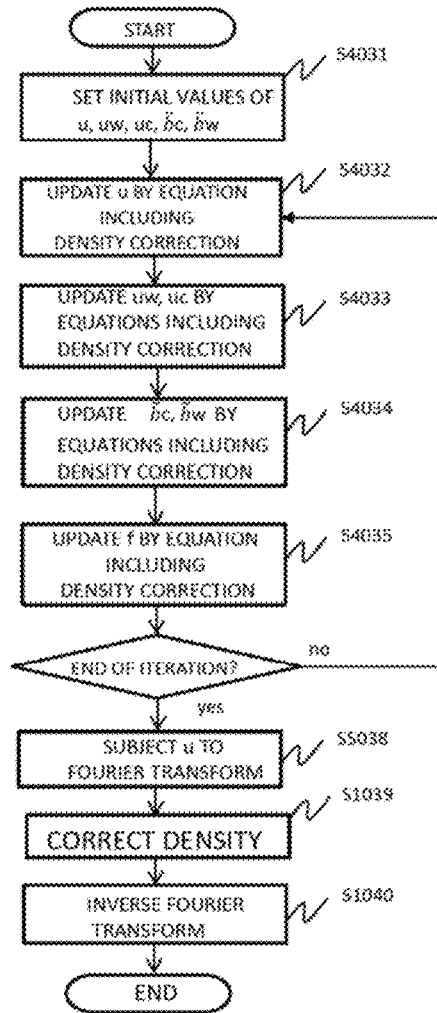 START
S4031
SET INITIAL VALUES OF
u, uw, uc, b̃c, b̃w
S4032
UPDATE u BY EQUATION
INCLUDING
DENSITY CORRECTION
S4033
UPDATE uw, uc BY
EQUATIONS INCLUDING
DENSITY CORRECTION
S4034
UPDATE b̃c, b̃w BY
EQUATIONS INCLUDING
DENSITY CORRECTION
S4035
UPDATE f BY EQUATION
INCLUDING
DENSITY CORRECTION
END OF ITERATION?
no
yes
S5038
SUBJECT u TO
FOURIER TRANSFORM
S1039
CORRECT DENSITY
S1040
INVERSE FOURIER
TRANSFORM
END